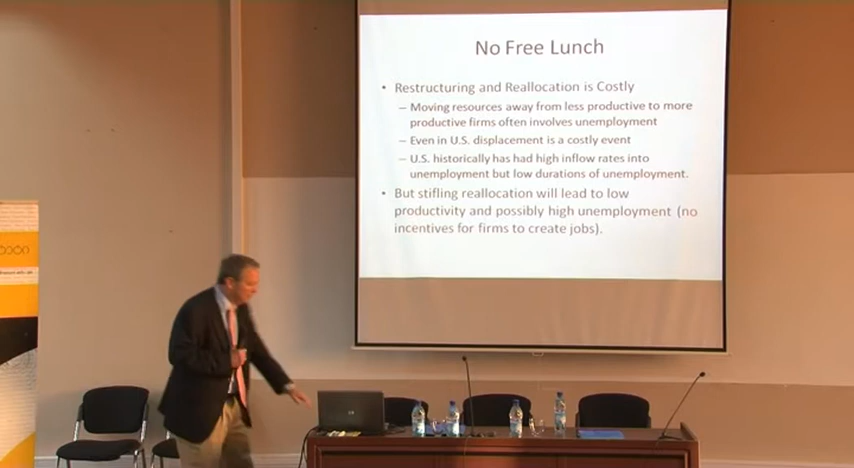 No Free Lunch
• Restructuring and Reallocation is Costly
– Moving resources away from less productive to more
productive firms often involves unemployment
– Even in U.S. displacement is a costly event
– U.S. historically has had high inflow rates into
unemployment but low durations of unemployment.
• But stifling reallocation will lead to low
productivity and possibly high unemployment (no
incentives for firms to create jobs).